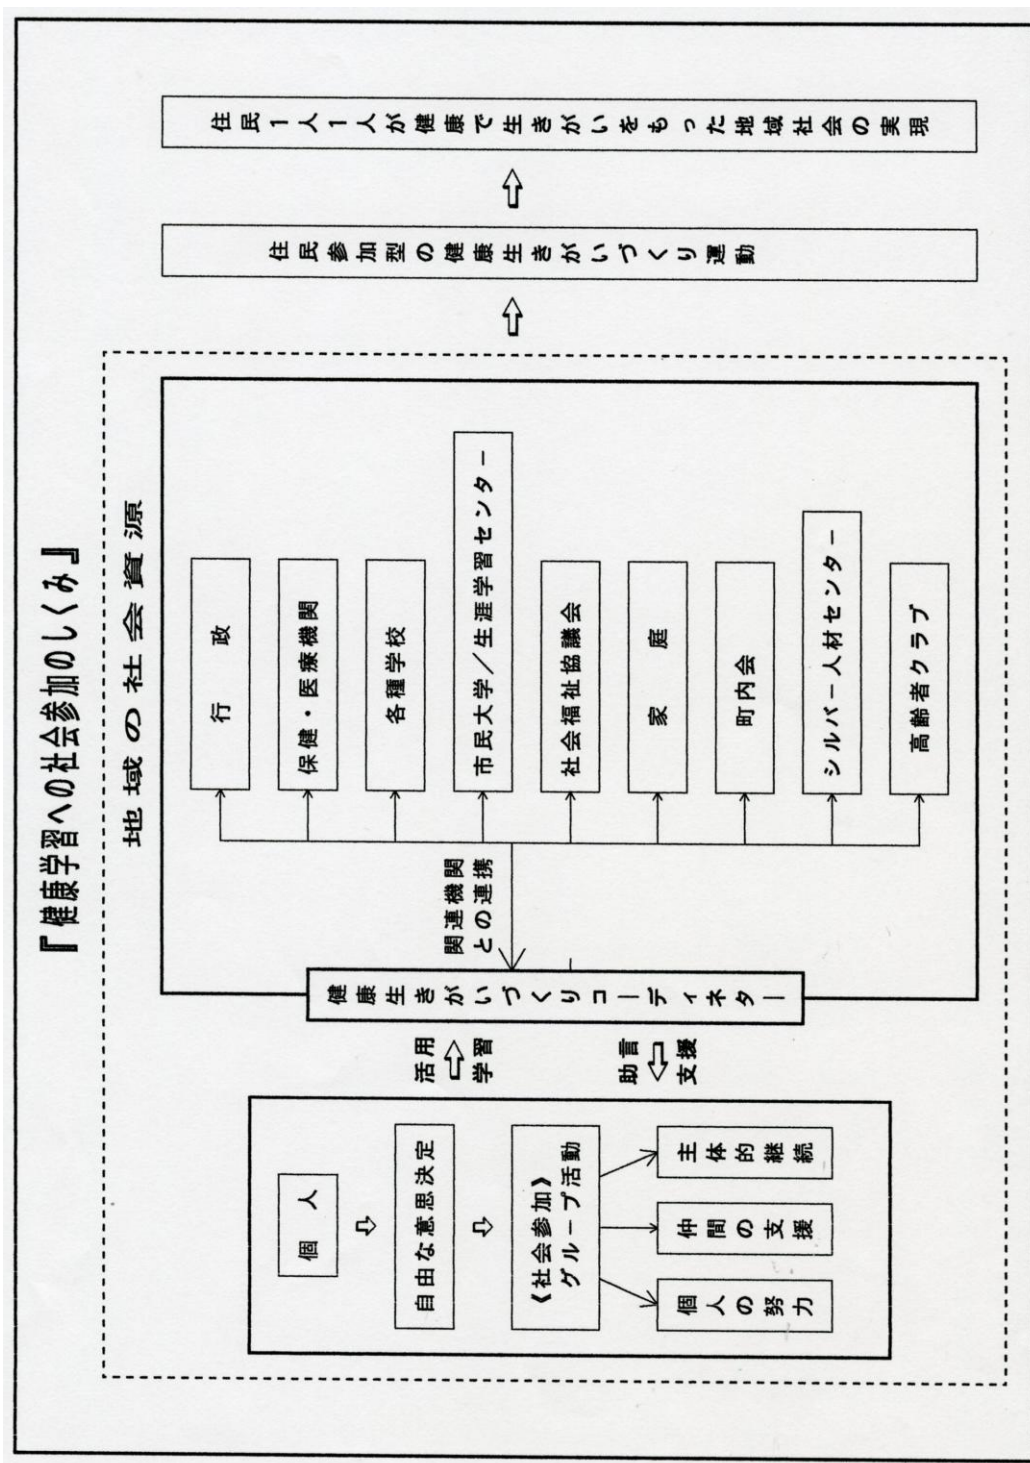 『健康学習への社会参加のしくみ』
地域の社会資源
個人
自由な意思決定
《社会参加》
グループ活動
個人の努力
仲間の支援
主体的継続
活用
学習
助言
支援
健康生きがいづくりコーディネター
関連機関
との連携
行政
保健・医療機関
各種学校
市民大学／生涯学習センター
社会福祉協議会
家庭
町内会
シルバー人材センター
高齢者クラブ
住民参加型の健康生きがいづくり運動
住民1人1人が健康で生きがいをもった地域社会の実現